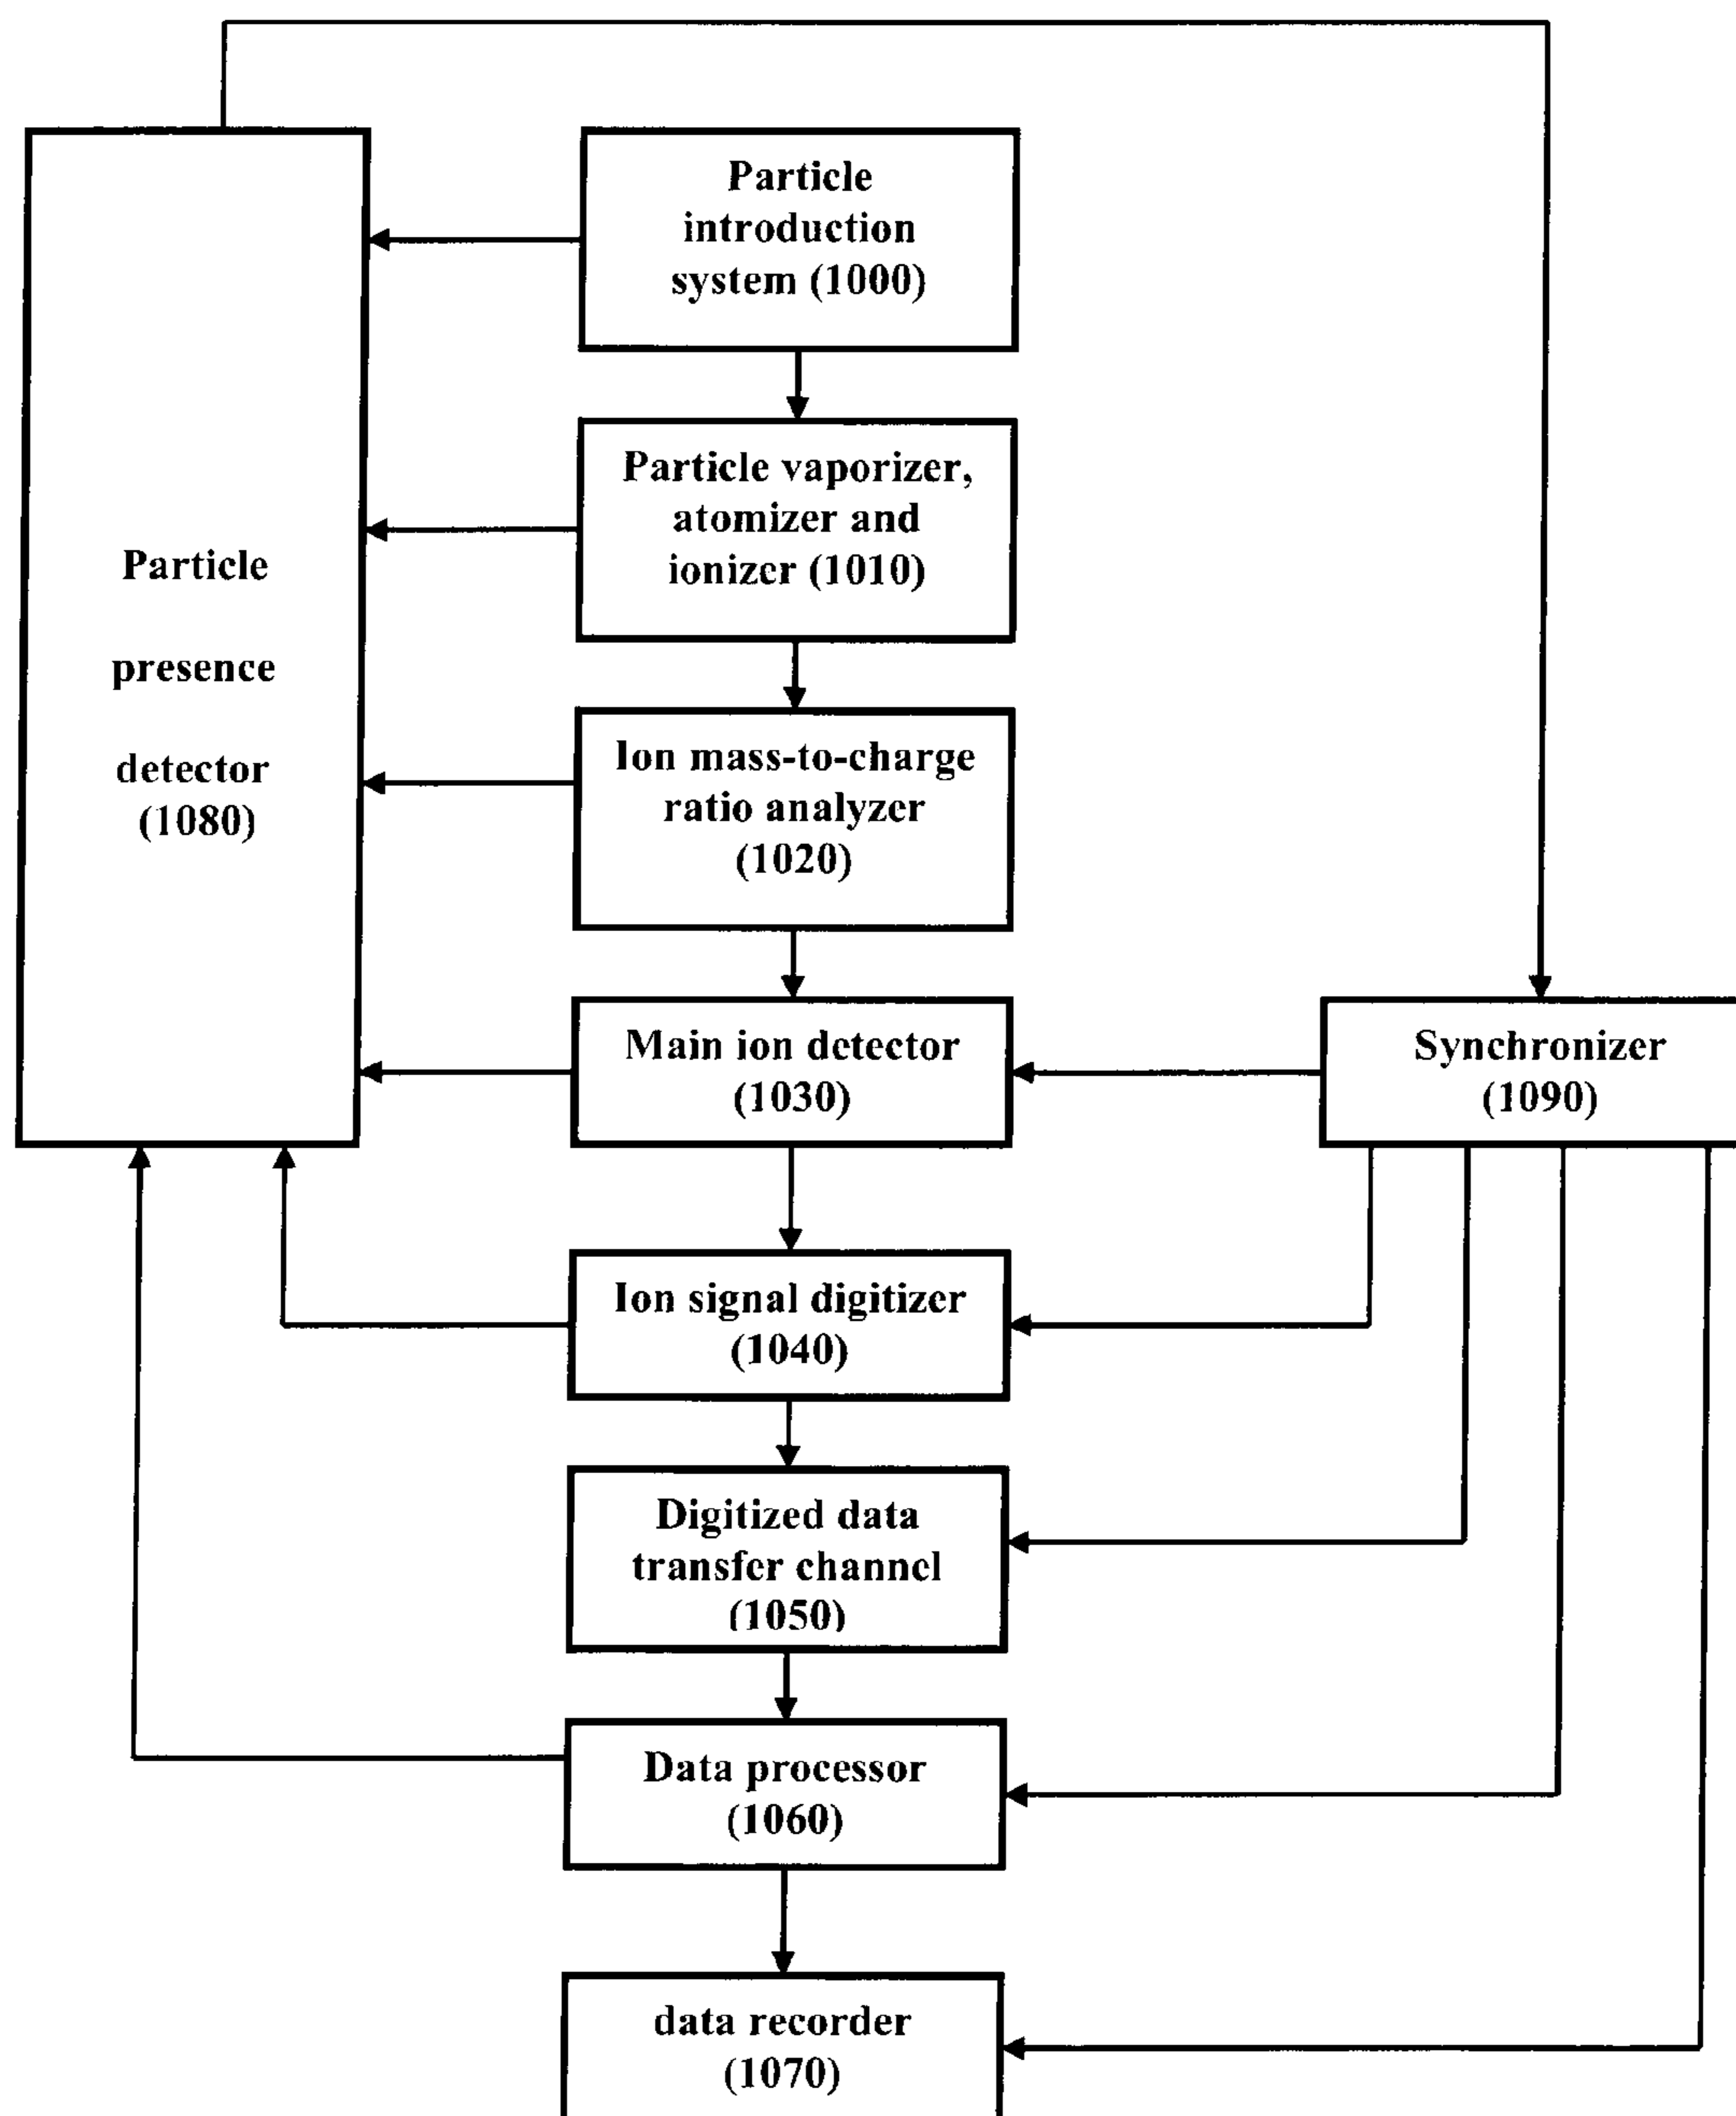 Particle
introduction
system (1000)
Particle vaporizer,
atomizer and
ionizer (1010)
Particle
presence
detector
(1080)
Ion mass-to-charge
ratio analyzer
(1020)
Main ion detector
(1030)
Synchronizer
(1090)
Ion signal digitizer
(1040)
Digitized data
transfer channel
(1050)
Data processor
(1060)
data recorder
(1070)